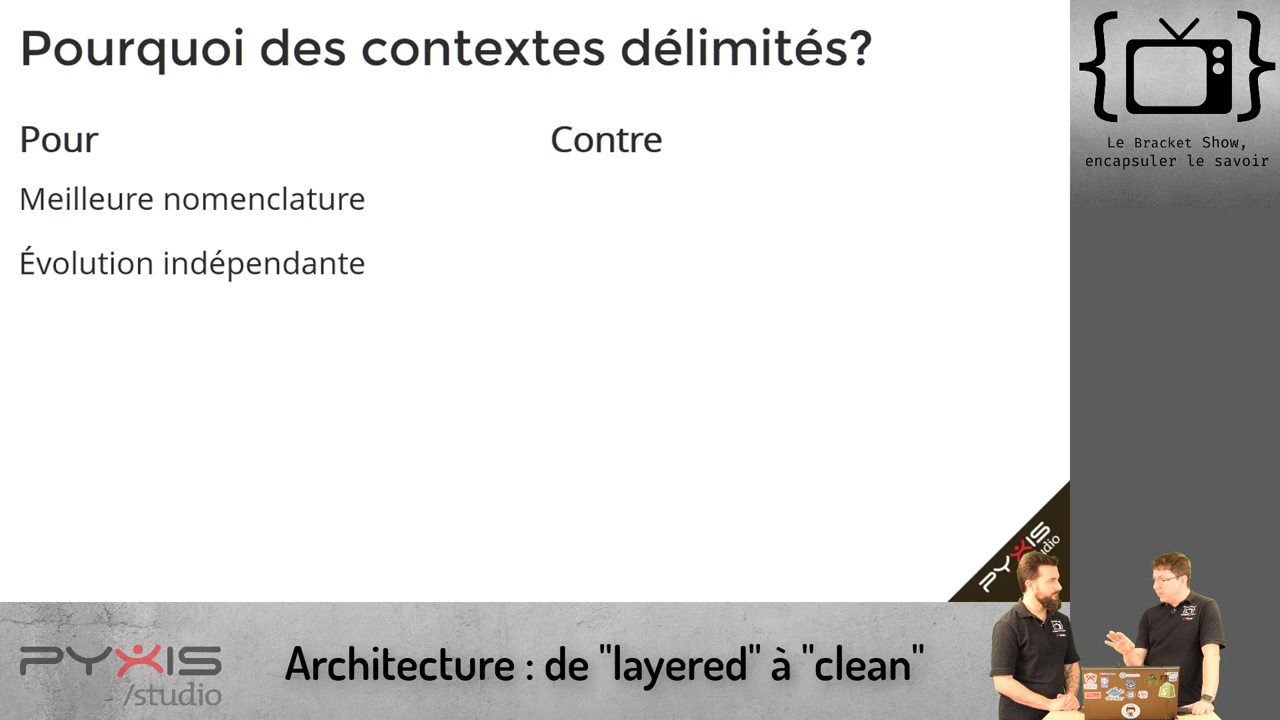 Pourquoi des contextes délimités?
Pour
Contre
Meilleure nomenclature
Évolution indépendante
Le Bracket Show,
encapsuler le savoir
PYXIS
PYXIS
/studio
Architecture : de "layered" à "clean"